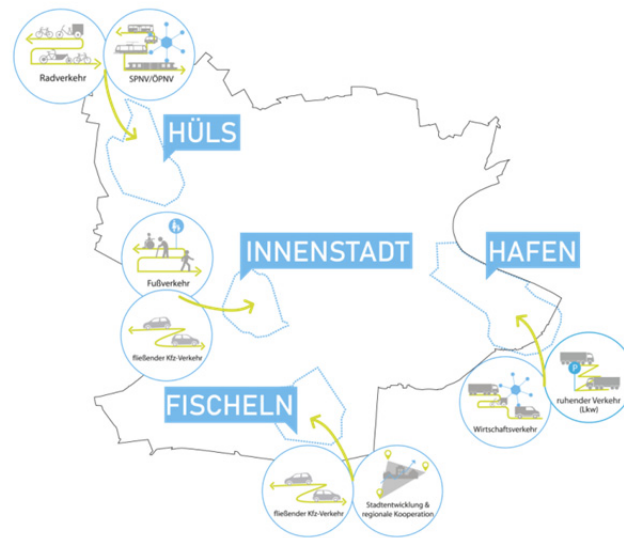 Radverkehr
SPNV/ÖPNV
HÜLS
Fußverkehr
INNENSTADT
HAFEN
fließender Kfz-Verkehr
P
ruhender Verkehr
(Lkw)
Wirtschaftsverkehr
FISCHELN
fließender Kfz-Verkehr
Stadtentwicklung &
regionale Kooperation